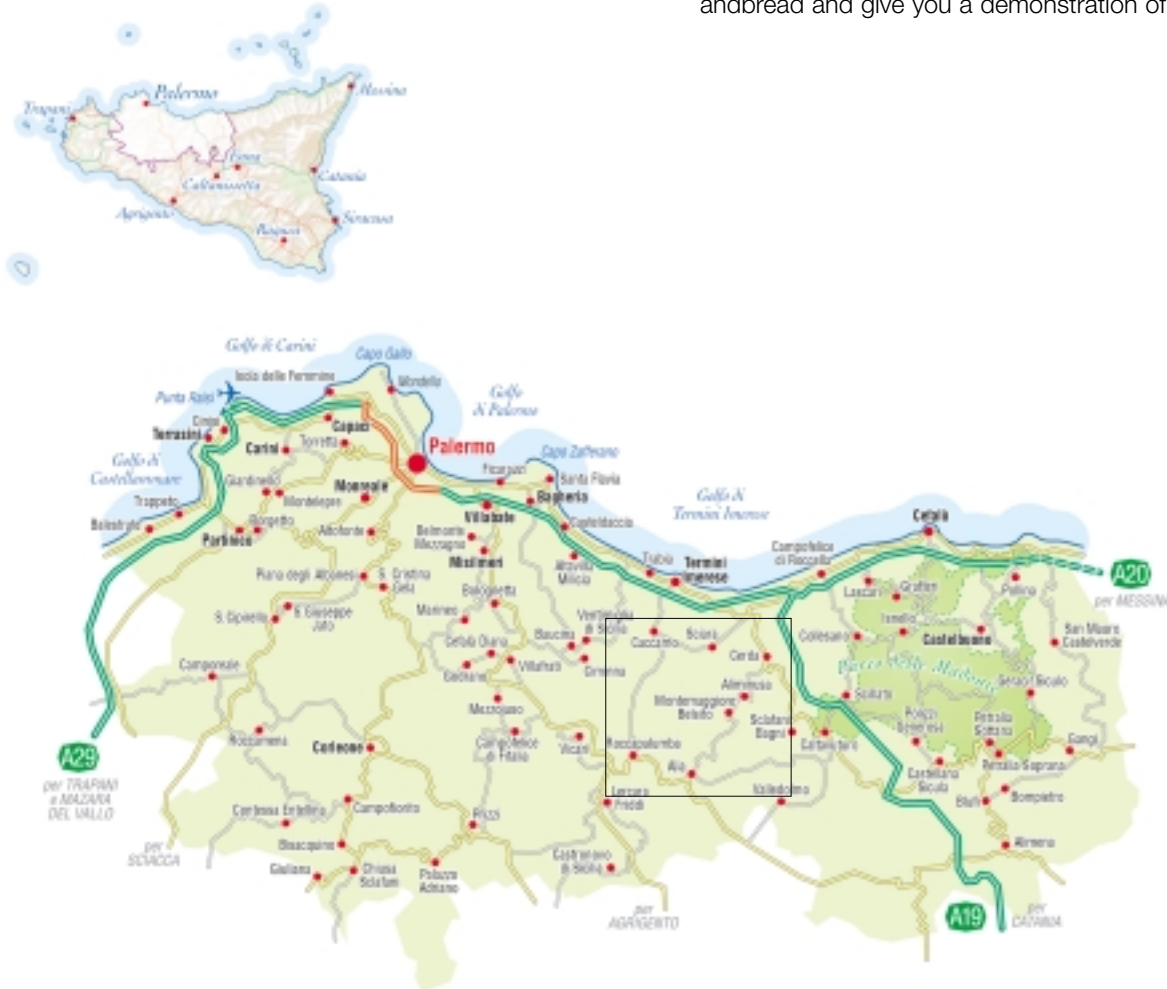 andbread and give you a demonstration of
Palermo
Messina
Trapani
Enna
Caltanissetta
Catania
Agrigento
Siracusa
Ragusa
Golfo di Carini
Capo Gallo
Isola delle Femmine
Mondello
Punta Raisi
Golfo
di Palermo
Cinisi
Terrasini
Capaci
Carini
Torretta
Palermo
Capo Zafferano
Golfo di
Castellammare
Ficarazzi
Santa Flavia
Giardinello
Montelepre
Monreale
Bagheria
Golfo di
Termini Imerese
Trappeto
Balestrate
Villabate
Casteldaccia
Cefalù
Borgetto
Partinico
Altofonte
Belmonte
Mezzagno
Misilmeri
Altavilla
Milicia
Trabia
Termini
Imerese
Campofelice
di Roccella
A20
per MESSINA
Piana degli Albanesi
S. Cristina
Gela
Bolognetta
Lascari
Gratteri
Pollina
S. Cipirello
S. Giuseppe
Jato
Marineo
Ventimiglia
di Sicilia
Baucina
Caccamo
Sciara
Collesano
Isnello
Castelbuono
San Mauro
Castelverde
Cefalà Diana
Villafrati
Ciminna
Cerda
Camporeale
Godrano
Parco delle Madonie
Aliminusa
Scillato
Geraci Siculo
Mezzojuso
Montemaggiore
Belsito
Sclafani
Bagni
Polizzi
Generosa
Petralia
Sottana
Roccamena
Corleone
Campofelice
di Fitalia
Vicari
Roccapalumba
Alia
Caltavuturo
Gangi
Petralia Soprana
A29
per TRAPANI
e MAZARA
DEL VALLO
Castellana
Sicula
Valledolmo
Lercara
Friddi
Blufi
Bompietro
Contessa Entellina
Campofiorito
Prizzi
Alimena
per
SCIACCA
Bisacquino
Giuliana
Chiusa
Sclafani
Palazzo
Adriano
Castronovo
di Sicilia
per
AGRIGENTO
A19
per
CATANIA